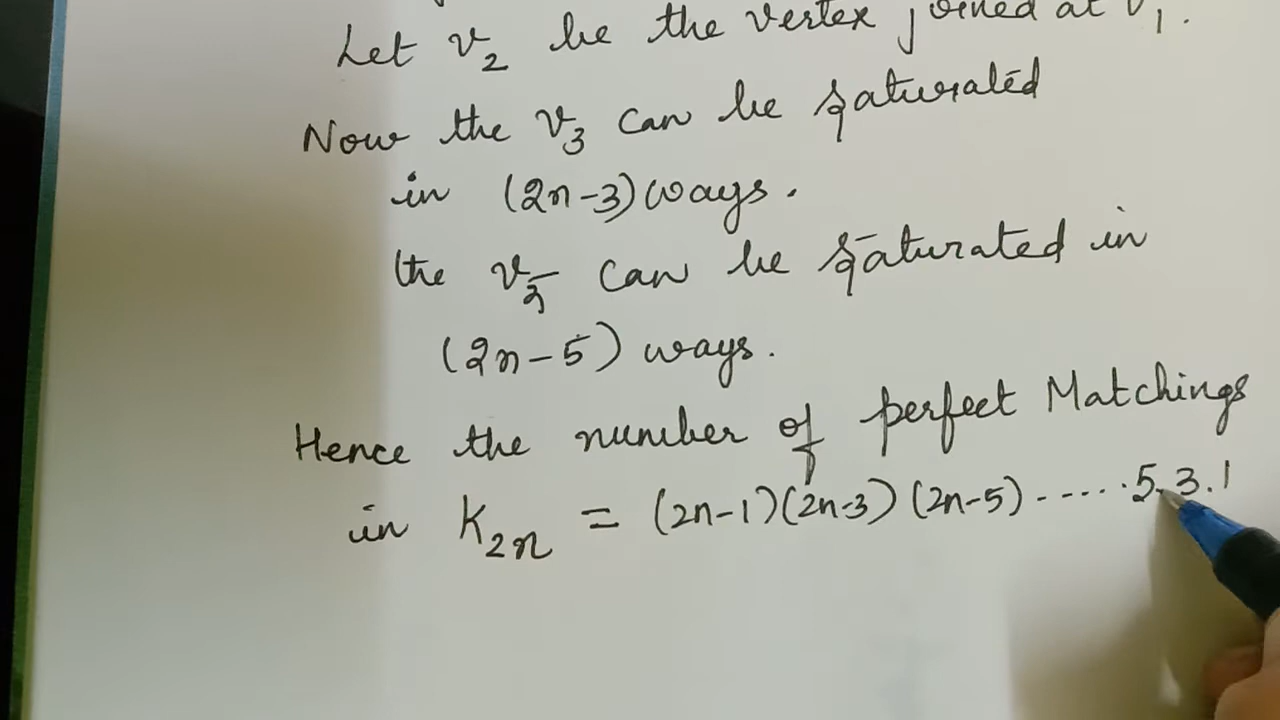 Let v₂ be the vertex joined at v₁.
Now the v₃ can be saturated
in (2n-3) ways.
the v₅ can be saturated in
(2n-5) ways.
Hence the number of perfect Matchings
in K₂ₙ = (2n-1)(2n-3)(2n-5)-----.5.3.1